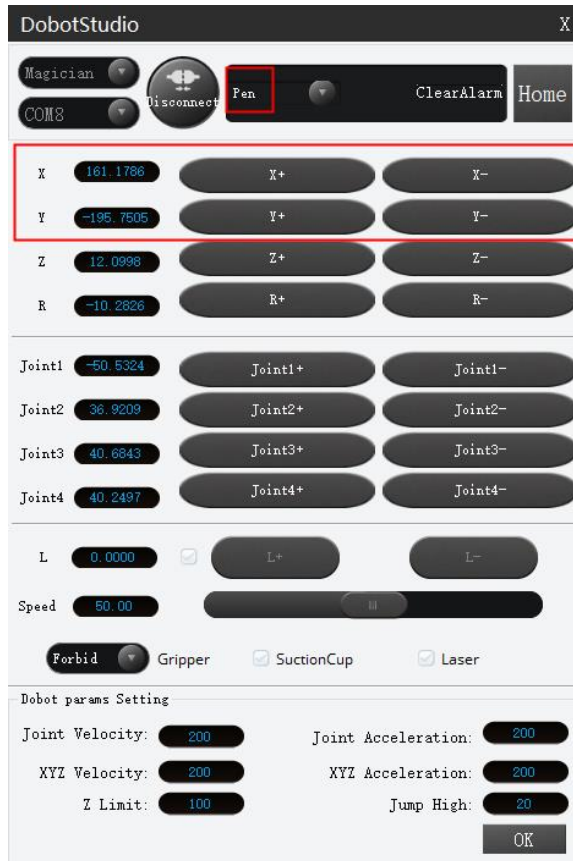 DobotStudio X
Magician
COM8
Disconnect
Pen
ClearAlarm
Home
X 161.1786 X+ X-
Y -195.7505 Y+ Y-
Z 12.0998 Z+ Z-
R -10.2826 R+ R-
Joint1 -50.5324 Joint1+ Joint1-
Joint2 36.9209 Joint2+ Joint2-
Joint3 40.6843 Joint3+ Joint3-
Joint4 40.2497 Joint4+ Joint4-
L 0.0000 L+ L-
Speed 50.00
Forbid Gripper SuctionCup Laser
Dobot params Setting
Joint Velocity: 200 Joint Acceleration: 200
XYZ Velocity: 200 XYZ Acceleration: 200
Z Limit: 100 Jump High: 20
OK